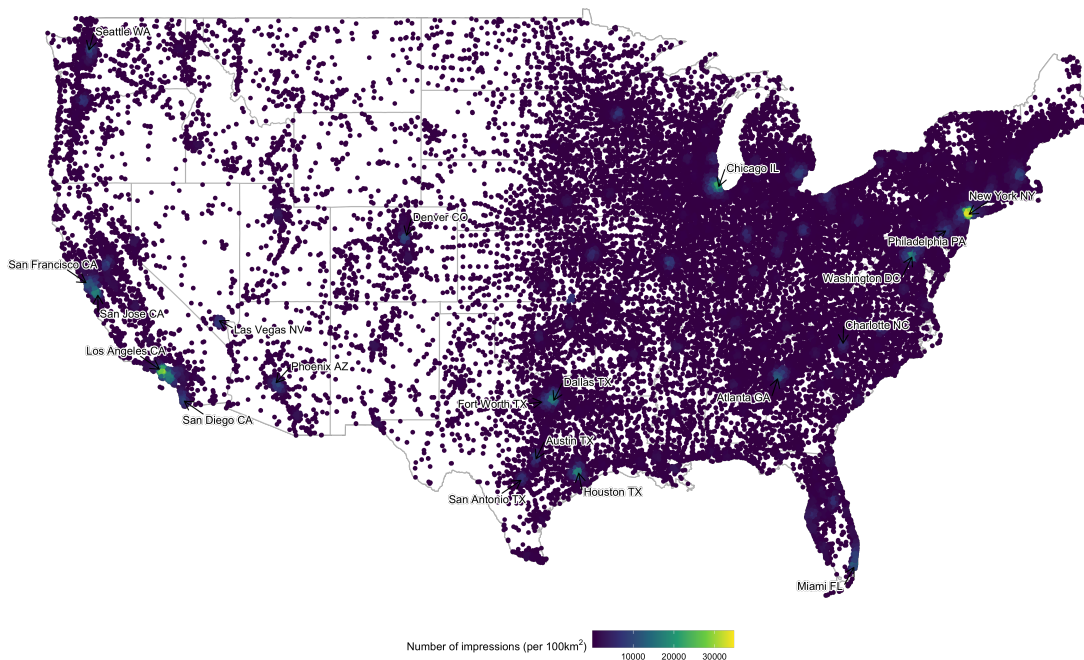 Seattle WA
Chicago IL
New York NY
Denver CO
Philadelphia PA
San Francisco CA
Washington DC
San Jose CA
Las Vegas NV
Charlotte NC
Los Angeles CA
Phoenix AZ
Dallas TX
Atlanta GA
Fort Worth TX
San Diego CA
Austin TX
San Antonio TX
Houston TX
Miami FL
Number of impressions (per 100km²)
10000 20000 30000